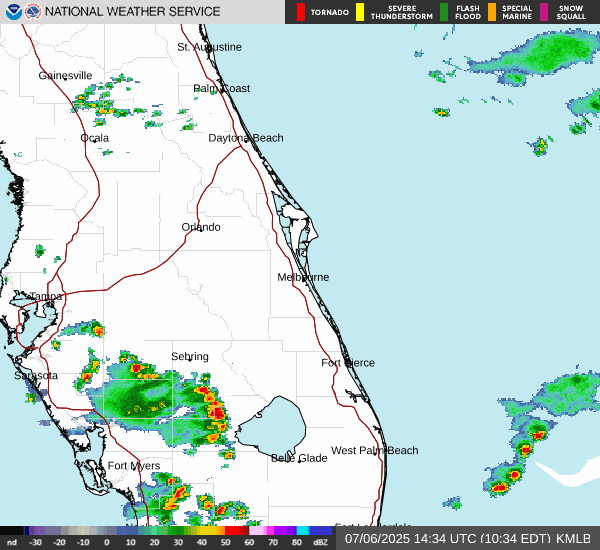 NATIONAL WEATHER SERVICE
TORNADO
SEVERE THUNDERSTORM
FLASH FLOOD
SPECIAL MARINE
SNOW SQUALL
St. Augustine
Gainesville
Palm Coast
Ocala
Daytona Beach
Orlando
Melbourne
Tampa
Sebring
Fort Pierce
Sarasota
West Palm Beach
Belle Glade
Fort Myers
Fort Lauderdale
nd -30 -20 -10 0 10 20 30 40 50 60 70 80 dBZ
07/06/2025 14:34 UTC (10:34 EDT) KMLB